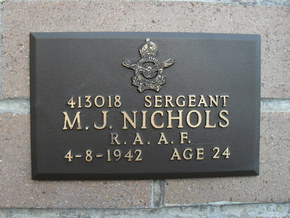 413018 SERGEANT
M. J. NICHOLS
R. A. A. F.
4-8-1942 AGE 24